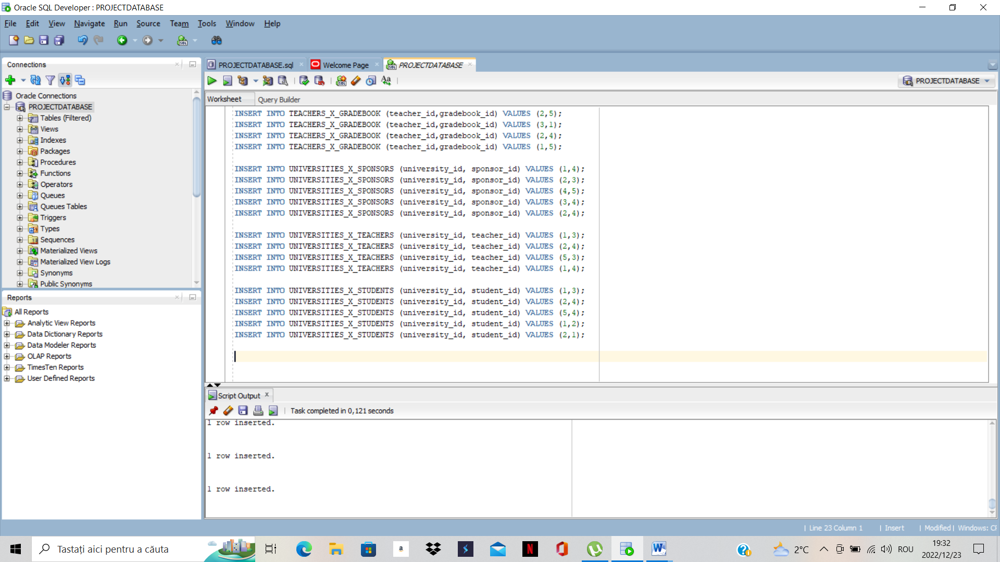 Oracle SQL Developer : PROJECTDATABASE
File Edit View Navigate Run Source Team Tools Window Help
Connections
Oracle Connections
PROJECTDATABASE
Tables (Filtered)
Views
Indexes
Packages
Procedures
Functions
Operators
Queues
Queues Tables
Triggers
Types
Sequences
Materialized Views
Materialized View Logs
Synonyms
Public Synonyms
Reports
All Reports
Analytic View Reports
Data Dictionary Reports
Data Modeler Reports
OLAP Reports
TimesTen Reports
User Defined Reports
PROJECTDATABASE.sql Welcome Page PROJECTDATABASE
PROJECTDATABASE
Worksheet Query Builder
INSERT INTO TEACHERS_X_GRADEBOOK (teacher_id,gradebook_id) VALUES (2,5);
INSERT INTO TEACHERS_X_GRADEBOOK (teacher_id,gradebook_id) VALUES (3,1);
INSERT INTO TEACHERS_X_GRADEBOOK (teacher_id,gradebook_id) VALUES (2,4);
INSERT INTO TEACHERS_X_GRADEBOOK (teacher_id,gradebook_id) VALUES (1,5);
INSERT INTO UNIVERSITIES_X_SPONSORS (university_id, sponsor_id) VALUES (1,4);
INSERT INTO UNIVERSITIES_X_SPONSORS (university_id, sponsor_id) VALUES (2,3);
INSERT INTO UNIVERSITIES_X_SPONSORS (university_id, sponsor_id) VALUES (4,5);
INSERT INTO UNIVERSITIES_X_SPONSORS (university_id, sponsor_id) VALUES (3,4);
INSERT INTO UNIVERSITIES_X_SPONSORS (university_id, sponsor_id) VALUES (2,4);
INSERT INTO UNIVERSITIES_X_TEACHERS (university_id, teacher_id) VALUES (1,3);
INSERT INTO UNIVERSITIES_X_TEACHERS (university_id, teacher_id) VALUES (2,4);
INSERT INTO UNIVERSITIES_X_TEACHERS (university_id, teacher_id) VALUES (5,3);
INSERT INTO UNIVERSITIES_X_TEACHERS (university_id, teacher_id) VALUES (1,4);
INSERT INTO UNIVERSITIES_X_STUDENTS (university_id, student_id) VALUES (1,3);
INSERT INTO UNIVERSITIES_X_STUDENTS (university_id, student_id) VALUES (2,4);
INSERT INTO UNIVERSITIES_X_STUDENTS (university_id, student_id) VALUES (5,4);
INSERT INTO UNIVERSITIES_X_STUDENTS (university_id, student_id) VALUES (1,2);
INSERT INTO UNIVERSITIES_X_STUDENTS (university_id, student_id) VALUES (2,1);
Script Output
Task completed in 0,121 seconds
1 row inserted.
1 row inserted.
1 row inserted.
Line 23 Column 1 | Insert | Modified | Windows: CF
Tastați aici pentru a căuta
2°C
ROU
19:32
2022/12/23